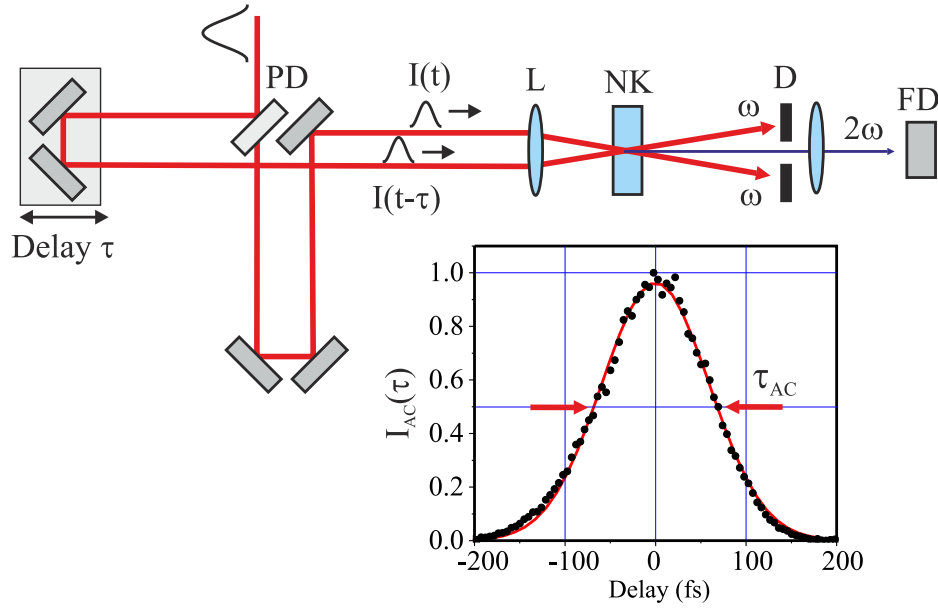 PD
I(t)
L
NK
D
FD
ω
2ω
I(t-τ)
ω
Delay τ
1.0
0.8
0.6
0.4
0.2
0.0
I_AC(τ)
τ_AC
-200
-100
0
100
200
Delay (fs)